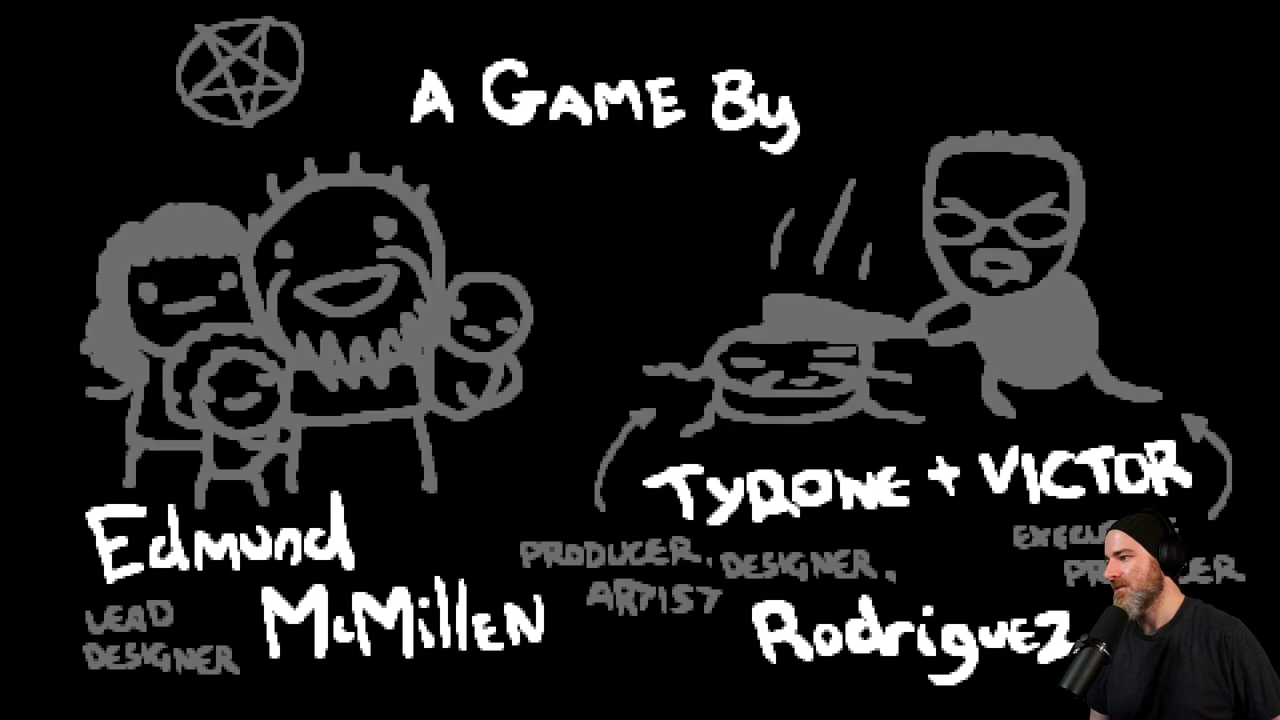 A GAME By
TYRONE + VICTOR
Edmund
PRODUCER, DESIGNER,
ARTIST
McMillEN
LEAD
DESIGNER
RodriguEZ